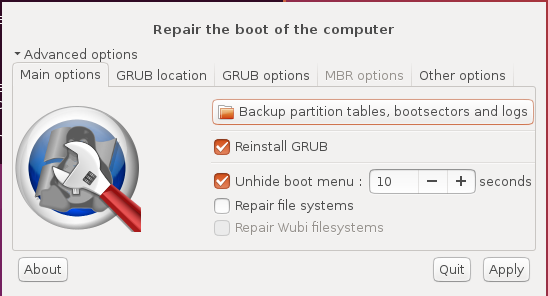 Repair the boot of the computer
Advanced options
Main options GRUB location GRUB options MBR options Other options
Backup partition tables, bootsectors and logs
Reinstall GRUB
Unhide boot menu : 10 seconds
Repair file systems
Repair Wubi filesystems
About Quit Apply